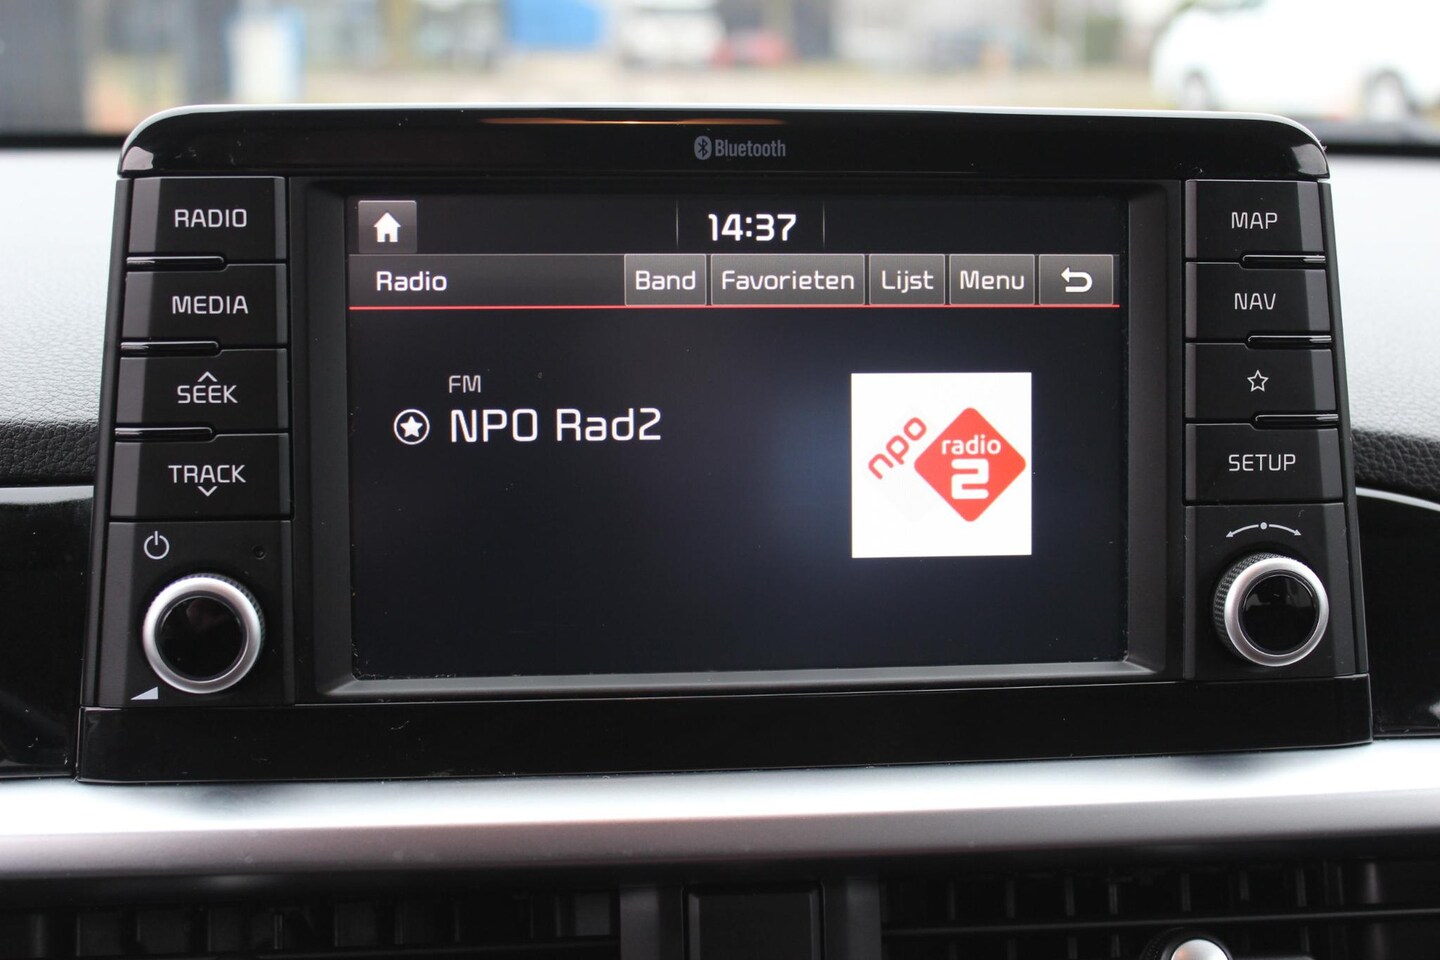 Bluetooth
RADIO
MEDIA
SEEK
TRACK
14:37
Radio
Band
Favorieten
Lijst
Menu
FM
NPO Rad2
npo
radio
2
MAP
NAV
SETUP